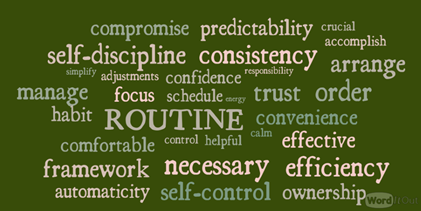 compromise predictability crucial
accomplish
self-discipline consistency
simplify adjustments confidence responsibility arrange
manage focus schedule energy trust order
habit ROUTINE convenience
comfortable control helpful calm effective
framework necessary efficiency
automaticity self-control ownership
WordItOut